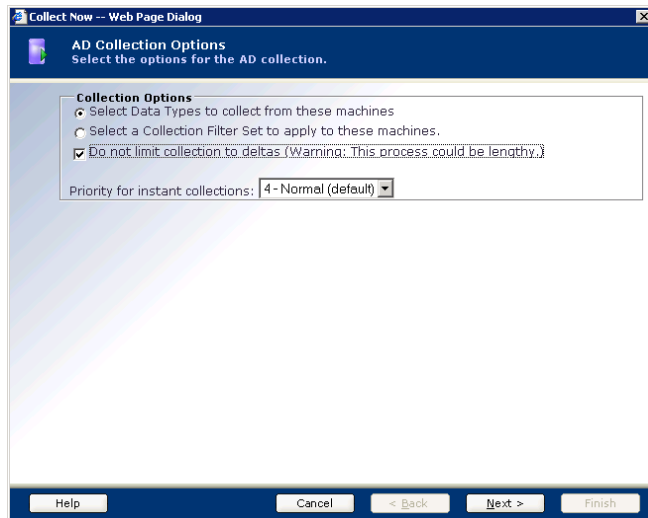 Collect Now -- Web Page Dialog
AD Collection Options
Select the options for the AD collection.
Collection Options
Select Data Types to collect from these machines
Select a Collection Filter Set to apply to these machines.
Do not limit collection to deltas (Warning: This process could be lengthy.)
Priority for instant collections: 4 - Normal (default)
Help Cancel < Back Next > Finish